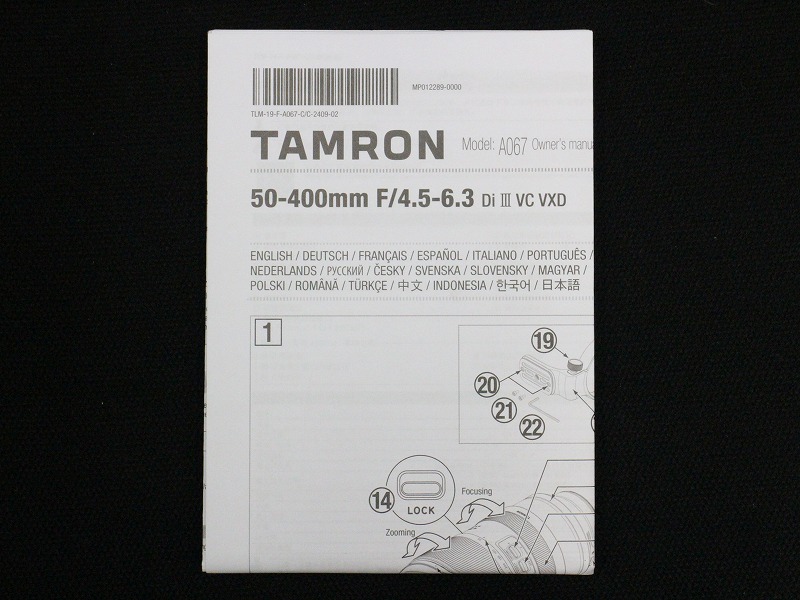 MP012289-0000
TLM-19-F-A067-C/C-2409-02
TAMRON Model: A067 Owner's manu
50-400mm F/4.5-6.3 Di III VC VXD
ENGLISH / DEUTSCH / FRANÇAIS / ESPAÑOL / ITALIANO / PORTUGUÊS /
NEDERLANDS / РУССКИЙ / ČESKY / SVENSKA / SLOVENSKY / MAGYAR /
POLSKI / ROMÂNĂ / TÜRKÇE / 中文 / INDONESIA / 한국어 / 日本語
1
19
20
21
22
14
LOCK
Focusing
Zooming